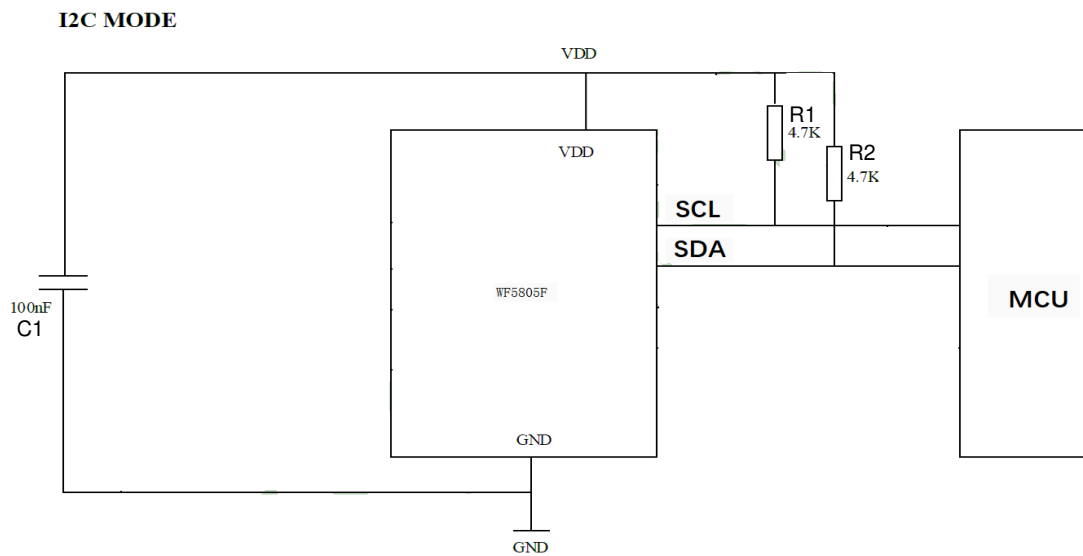 I2C MODE
VDD
R1
4.7K
VDD
R2
4.7K
SCL
SDA
WF5805F
MCU
100nF
C1
GND
GND